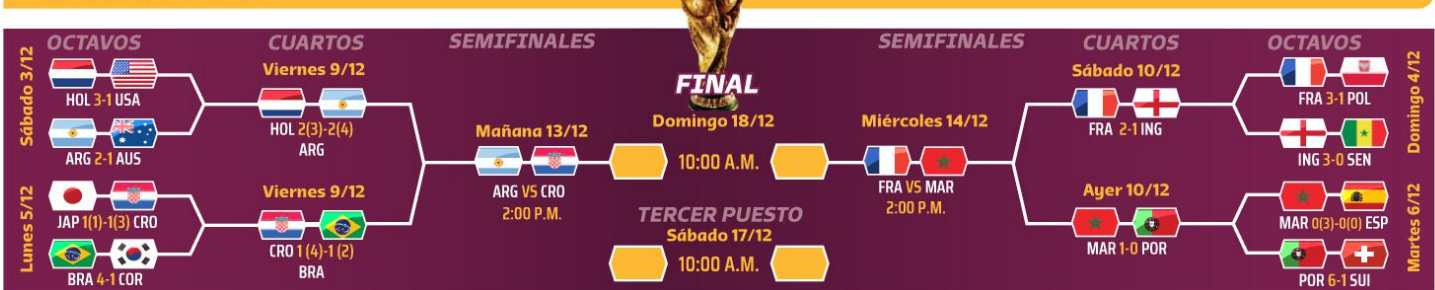 OCTAVOS
Sábado 3/12
HOL 3-1 USA
ARG 2-1 AUS
Lunes 5/12
JAP 1(1)-1(3) CRO
BRA 4-1 COR
CUARTOS
Viernes 9/12
HOL 2(3)-2(4)
ARG
Viernes 9/12
CRO 1 (4)-1 (2)
BRA
SEMIFINALES
Mañana 13/12
ARG VS CRO
2:00 P.M.
FINAL
Domingo 18/12
10:00 A.M.
TERCER PUESTO
Sábado 17/12
10:00 A.M.
SEMIFINALES
Miércoles 14/12
FRA VS MAR
2:00 P.M.
CUARTOS
Sábado 10/12
FRA 2-1 ING
Ayer 10/12
MAR 1-0 POR
OCTAVOS
Domingo 4/12
FRA 3-1 POL
ING 3-0 SEN
Martes 6/12
MAR 0(3)-0(0) ESP
POR 6-1 SUI